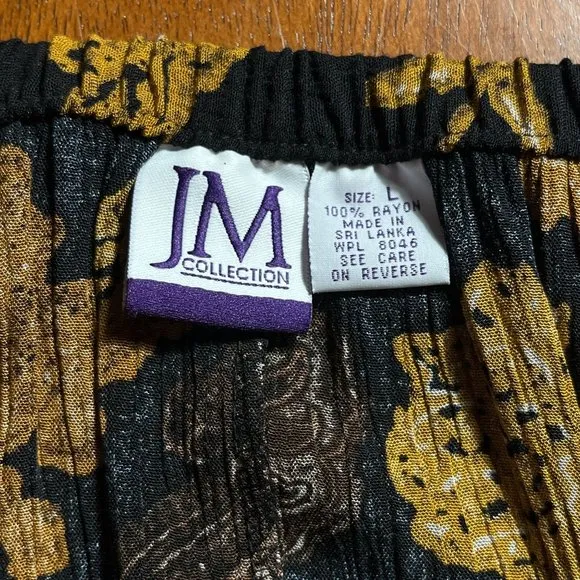 JM
COLLECTION
SIZE: L
100% RAYON
MADE IN
SRI LANKA
WPL 8046
SEE CARE
ON REVERSE